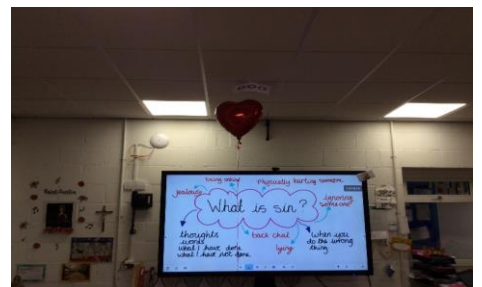 being unkind
physically hurting someone
jealousy
ignoring
someone?
What is sin?
thoughts
words
what I have done
what I have not done
back chat
lying
when you
do the wrong
thing